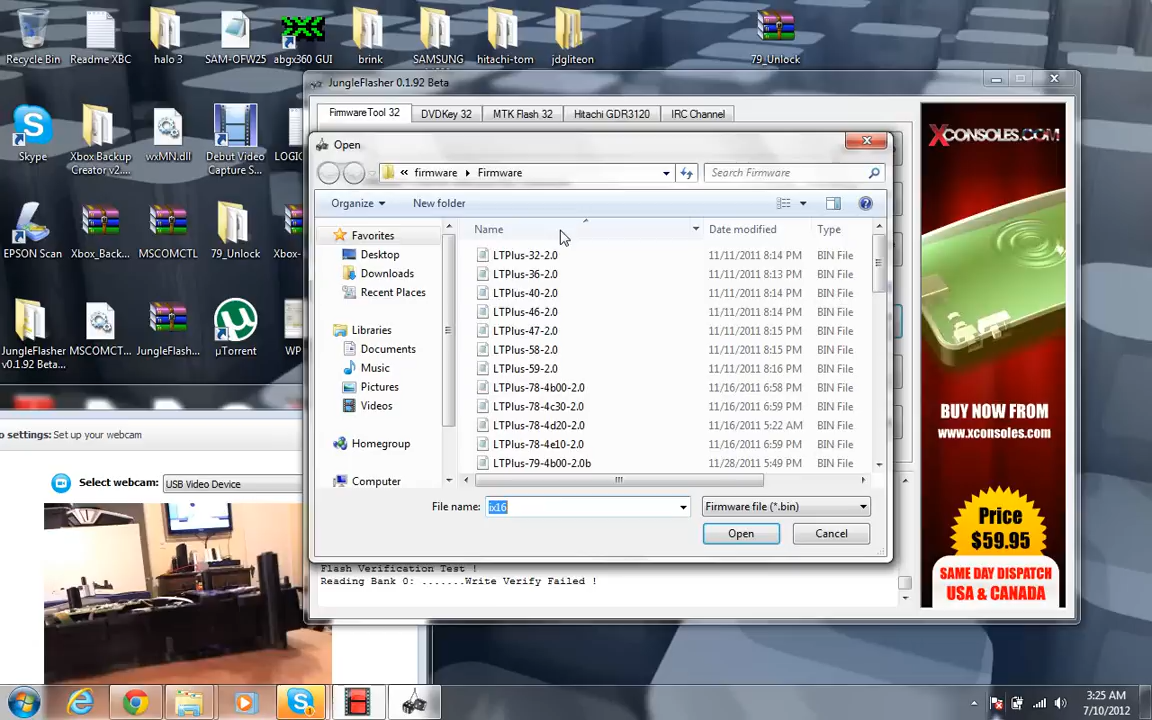 Recycle Bin
Readme XBC
halo 3
SAM-OFW25
abgx360 GUI
brink
SAMSUNG
hitachi-tom
jdgliteon
79_Unlock
JungleFlasher 0.1.92 Beta
FirmwareTool 32
DVDKey 32
MTK Flash 32
Hitachi GDR3120
IRC Channel
Open
« firmware ▸ Firmware
Search Firmware
Organize
New folder
Skype
Xbox Backup Creator v2....
wxMN.dll
Debut Video Capture S...
Favorites
Desktop
Downloads
Recent Places
Libraries
Documents
Music
Pictures
Videos
Homegroup
Computer
Name
Date modified
Type
LTPlus-32-2.0 11/11/2011 8:14 PM BIN File
LTPlus-36-2.0 11/11/2011 8:13 PM BIN File
LTPlus-40-2.0 11/11/2011 8:14 PM BIN File
LTPlus-46-2.0 11/11/2011 8:14 PM BIN File
LTPlus-47-2.0 11/11/2011 8:15 PM BIN File
LTPlus-58-2.0 11/11/2011 8:15 PM BIN File
LTPlus-59-2.0 11/11/2011 8:16 PM BIN File
LTPlus-78-4b00-2.0 11/16/2011 6:58 PM BIN File
LTPlus-78-4c30-2.0 11/16/2011 6:59 PM BIN File
LTPlus-78-4d20-2.0 11/16/2011 5:22 AM BIN File
LTPlus-78-4e10-2.0 11/16/2011 6:59 PM BIN File
LTPlus-79-4b00-2.0b 11/28/2011 5:49 PM BIN File
File name:
ix16
Firmware file (*.bin)
Open
Cancel
EPSON Scan
Xbox_Back...
MSCOMCTL
79_Unlock
Xbox-
JungleFlasher v0.1.92 Beta...
MSCOMCT...
JungleFlash...
µTorrent
WP
o settings: Set up your webcam
Select webcam:
USB Video Device
Flash Verification Test !
Reading Bank 0: .......Write Verify Failed !
XCONSOLES.COM
BUY NOW FROM
www.xconsoles.com
Price
$59.95
SAME DAY DISPATCH
USA & CANADA
3:25 AM
7/10/2012